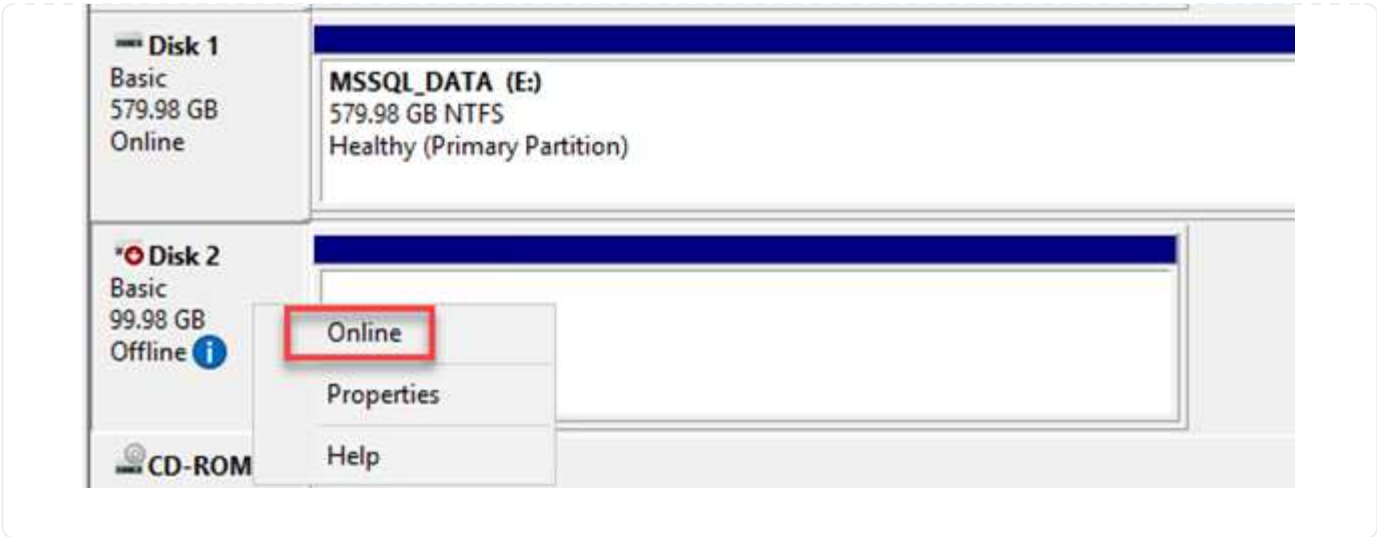 Disk 1
Basic
579.98 GB
Online
MSSQL_DATA (E:)
579.98 GB NTFS
Healthy (Primary Partition)
Disk 2
Basic
99.98 GB
Offline
Online
Properties
Help
CD-ROM